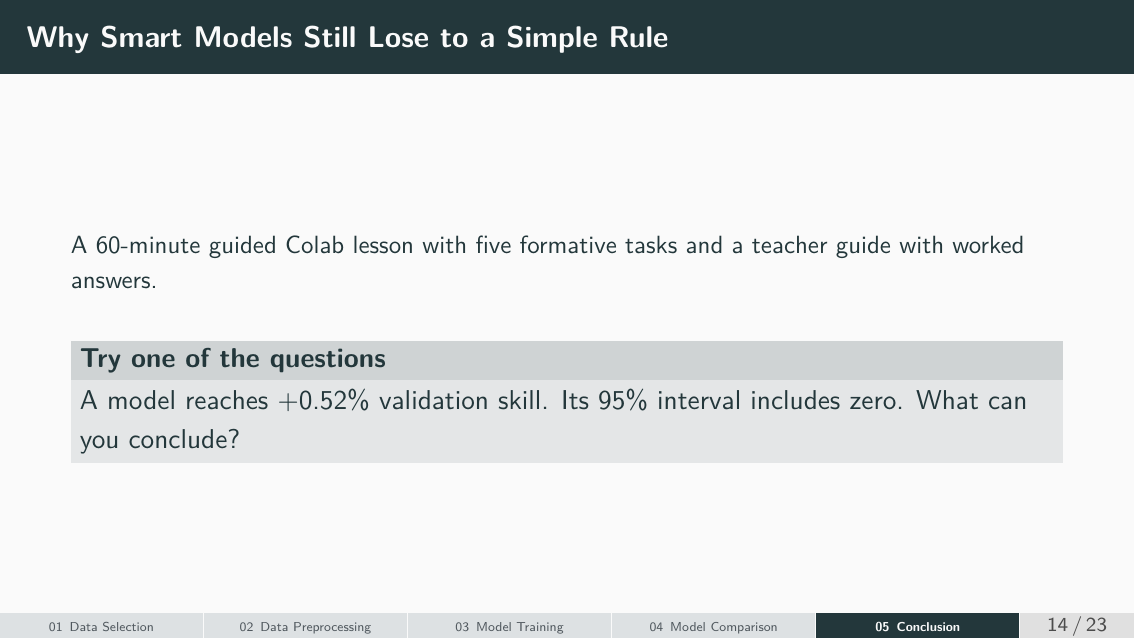 Why Smart Models Still Lose to a Simple Rule
A 60-minute guided Colab lesson with five formative tasks and a teacher guide with worked
answers.
Try one of the questions
A model reaches +0.52% validation skill. Its 95% interval includes zero. What can
you conclude?
01 Data Selection
02 Data Preprocessing
03 Model Training
04 Model Comparison
05 Conclusion
14 / 23